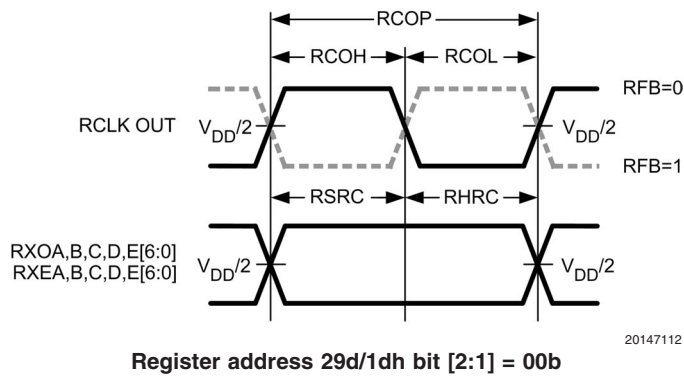 RCOP
RCOH RCOL
RFB=0
RCLK OUT VDD/2 VDD/2
RFB=1
RSRC RHRC
RXOA,B,C,D,E[6:0]
RXEA,B,C,D,E[6:0]
VDD/2 VDD/2
20147112
Register address 29d/1dh bit [2:1] = 00b